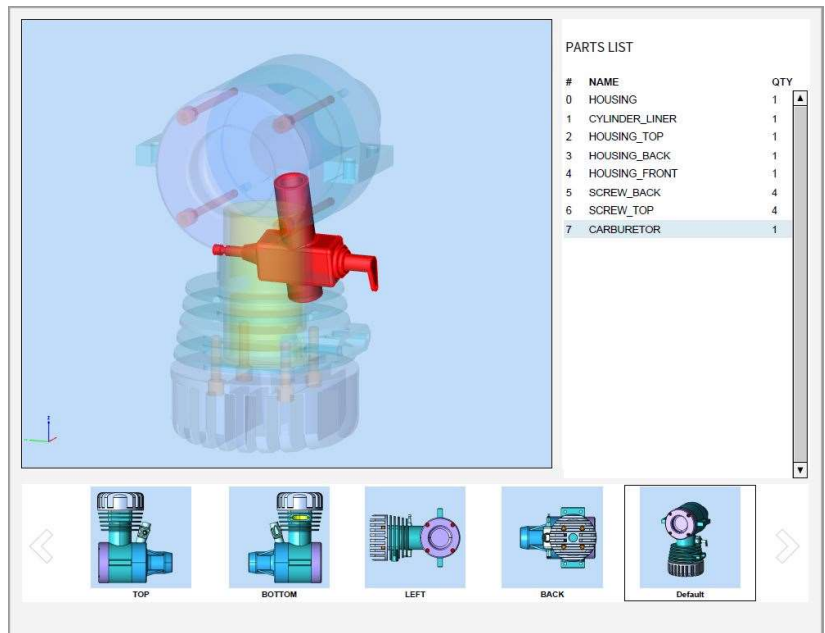 PARTS LIST
# NAME QTY
0 HOUSING 1
1 CYLINDER_LINER 1
2 HOUSING_TOP 1
3 HOUSING_BACK 1
4 HOUSING_FRONT 1
5 SCREW_BACK 4
6 SCREW_TOP 4
7 CARBURETOR 1
TOP BOTTOM LEFT BACK Default